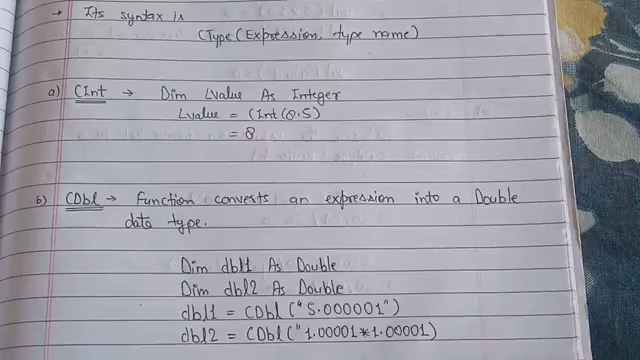 → Its syntax is
CType (Expression, type name)
a) CInt → Dim Lvalue As Integer
Lvalue = CInt (8.5)
= 8
b) CDbl → Function converts an expression into a Double
data type.
Dim dbl1 As Double
Dim dbl2 As Double
dbl1 = CDbl ("5.000001")
dbl2 = CDbl ("1.00001*1.00001)